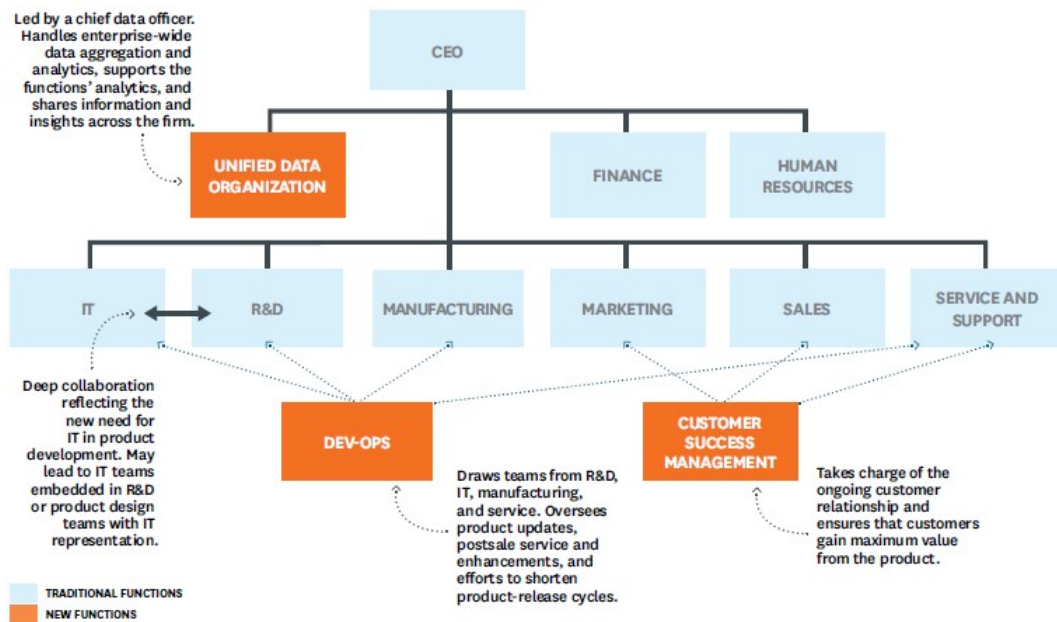 Led by a chief data officer.
Handles enterprise-wide
data aggregation and
analytics, supports the
functions’ analytics, and
shares information and
insights across the firm.
CEO
UNIFIED DATA
ORGANIZATION
FINANCE
HUMAN
RESOURCES
IT
R&D
MANUFACTURING
MARKETING
SALES
SERVICE AND
SUPPORT
Deep collaboration
reflecting the
new need for
IT in product
development. May
lead to IT teams
embedded in R&D
or product design
teams with IT
representation.
DEV-OPS
Draws teams from R&D,
IT, manufacturing,
and service. Oversees
product updates,
postsale service and
enhancements, and
efforts to shorten
product-release cycles.
CUSTOMER
SUCCESS
MANAGEMENT
Takes charge of the
ongoing customer
relationship and
ensures that customers
gain maximum value
from the product.
TRADITIONAL FUNCTIONS
NEW FUNCTIONS